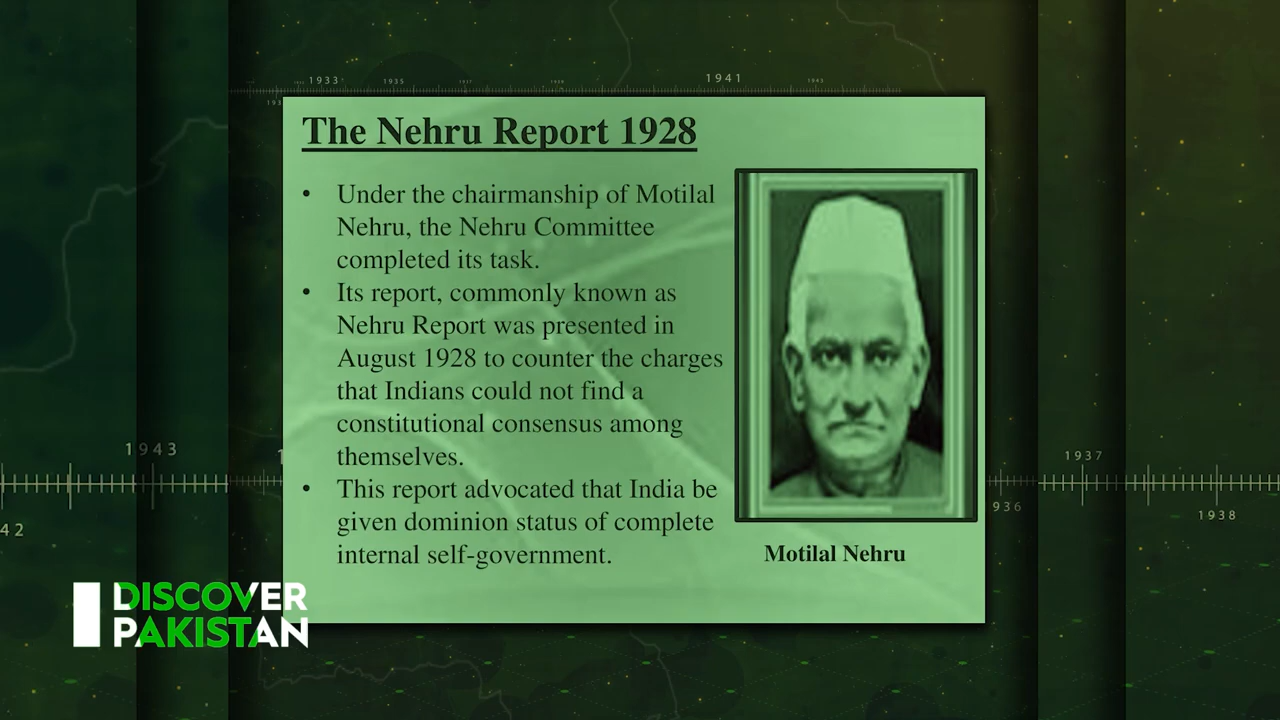 1933
1935
1941
1943
The Nehru Report 1928
• Under the chairmanship of Motilal
Nehru, the Nehru Committee
completed its task.
• Its report, commonly known as
Nehru Report was presented in
August 1928 to counter the charges
that Indians could not find a
constitutional consensus among
themselves.
• This report advocated that India be
given dominion status of complete
internal self-government.
Motilal Nehru
1943
42
1937
936
1938
DISCOVER
PAKISTAN